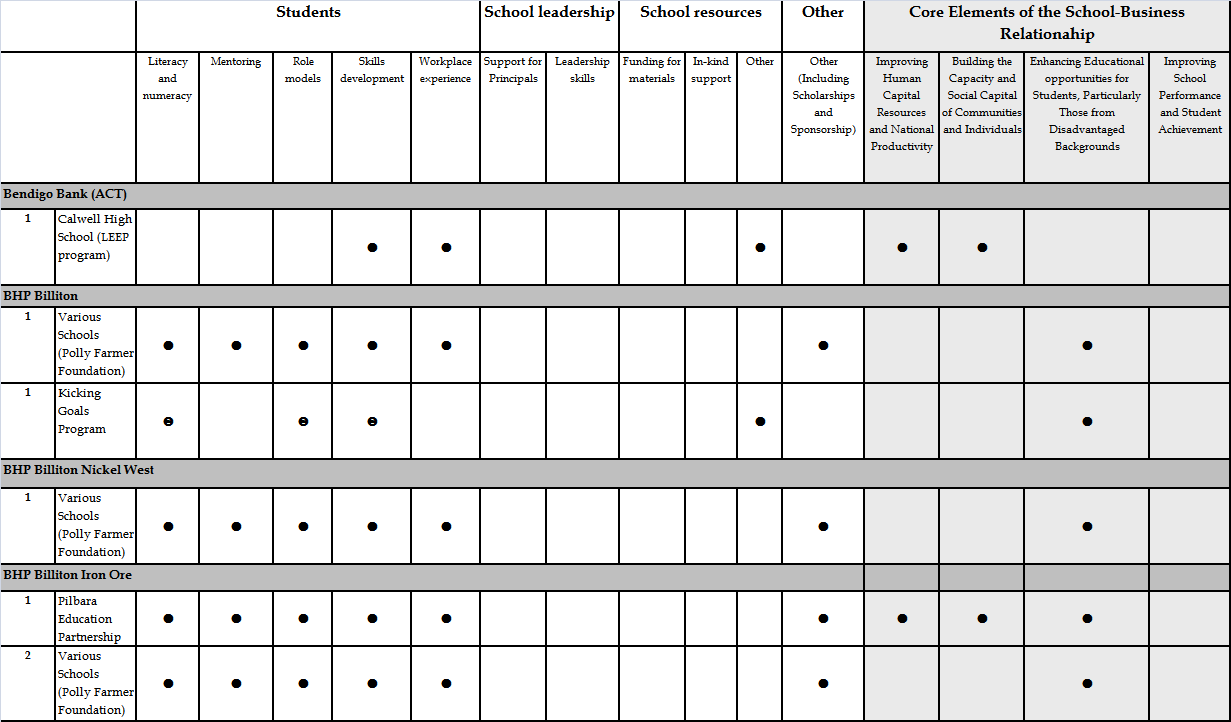 Students
School leadership
School resources
Other
Core Elements of the School-Business
Relationahip
Literacy
and
numeracy
Mentoring
Role
models
Skills
development
Workplace
experience
Support for
Principals
Leadership
skills
Funding for
materials
In-kind
support
Other
Other
(Including
Scholarships
and
Sponsorship)
Improving
Human
Capital
Resources
and National
Productivity
Building the
Capacity and
Social Capital
of Communities
and Individuals
Enhancing Educational
opportunities for
Students, Particularly
Those from
Disadvantaged
Backgrounds
Improving
School
Performance
and Student
Achievement
Bendigo Bank (ACT)
1
Calwell High
School (LEEP
program)
● ● ● ● ●
BHP Billiton
1
Various
Schools
(Polly Farmer
Foundation)
● ● ● ● ● ● ●
1
Kicking
Goals
Program
● ● ● ● ●
BHP Billiton Nickel West
1
Various
Schools
(Polly Farmer
Foundation)
● ● ● ● ● ● ●
BHP Billiton Iron Ore
1
Pilbara
Education
Partnership
● ● ● ● ● ● ● ● ●
2
Various
Schools
(Polly Farmer
Foundation)
● ● ● ● ● ● ●